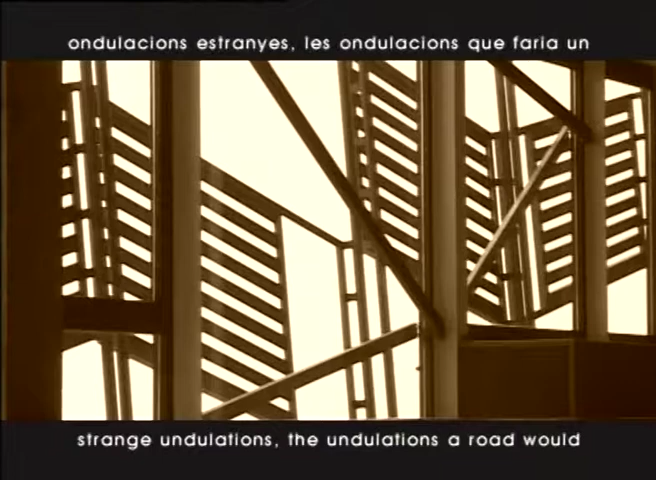 ondulacions estranyes, les ondulacions que faria un
strange undulations, the undulations a road would